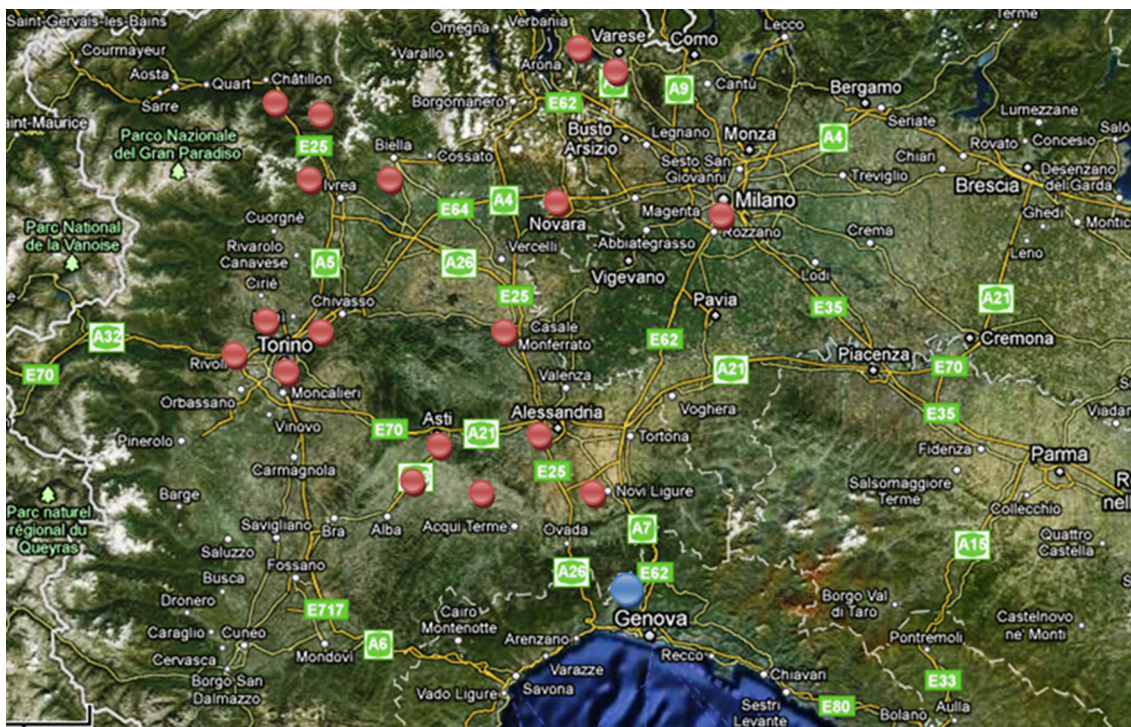 Saint-Gervais-les-Bains
Omegna
Verbania
Lecco
Terme
Courmayeur
Varallo
Varese
Como
Aosta
Quart
Châtillon
Arona
A9
Cantù
Bergamo
Sarre
Borgomanero
E62
Lumezzane
aint-Maurice
Parco Nazionale
del Gran Paradiso
E25
Biella
Cossato
Busto
Arsizio
Legnano
Monza
A4
Seriate
Rovato
Concesio
Salò
Sesto San
Giovanni
Chiari
Desenzano
del Garda
Ivrea
E64
A4
Treviglio
Brescia
Milano
Novara
Magenta
Rozzano
Ghedi
Montic
Cuorgnè
Parc National
de la Vanoise
Rivarolo
Canavese
Vercelli
Abbiategrasso
Crema
Leno
A5
A26
Vigevano
Lodi
Ciriè
Chivasso
E25
Pavia
E35
A21
A32
Torino
Casale
Monferrato
E62
Cremona
E70
Rivoli
Piacenza
E70
Orbassano
Moncalieri
Valenza
A21
Voghera
E35
Viadan
Vinovo
Asti
Alessandria
E70
A21
Pinerolo
Tortona
Fidenza
Parma
Carmagnola
E25
Salsomaggiore
Terme
Barge
Novi Ligure
Collecchio
Parc naturel
régional du
Queyras
Savigliano
Bra
Alba
Acqui Terme
Ovada
A7
Quattro
Castella
Saluzzo
A15
Fossano
A26
E62
Busca
Dronero
E717
Cairo
Montenotte
Genova
Borgo Val
di Taro
Castelnovo
ne' Monti
Caraglio
Cuneo
A6
Arenzano
Pontremoli
Cervasca
Mondovì
Recco
Borgo San
Dalmazzo
Varazze
Chiavari
E33
Vado Ligure
Savona
Sestri
Levante
E80
Bolano
Aulla